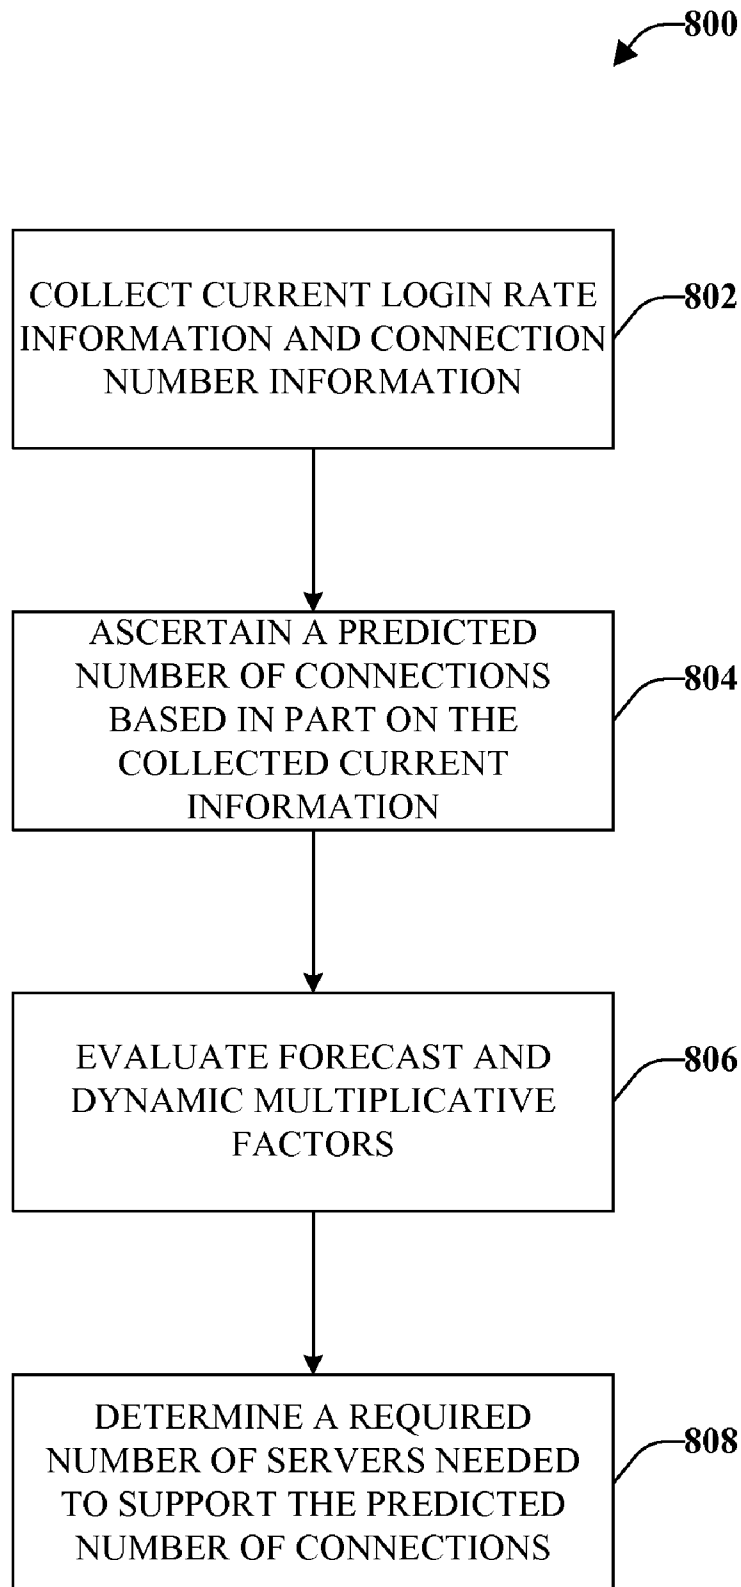 800
COLLECT CURRENT LOGIN RATE
INFORMATION AND CONNECTION
NUMBER INFORMATION
802
ASCERTAIN A PREDICTED
NUMBER OF CONNECTIONS
BASED IN PART ON THE
COLLECTED CURRENT
INFORMATION
804
EVALUATE FORECAST AND
DYNAMIC MULTIPLICATIVE
FACTORS
806
DETERMINE A REQUIRED
NUMBER OF SERVERS NEEDED
TO SUPPORT THE PREDICTED
NUMBER OF CONNECTIONS
808